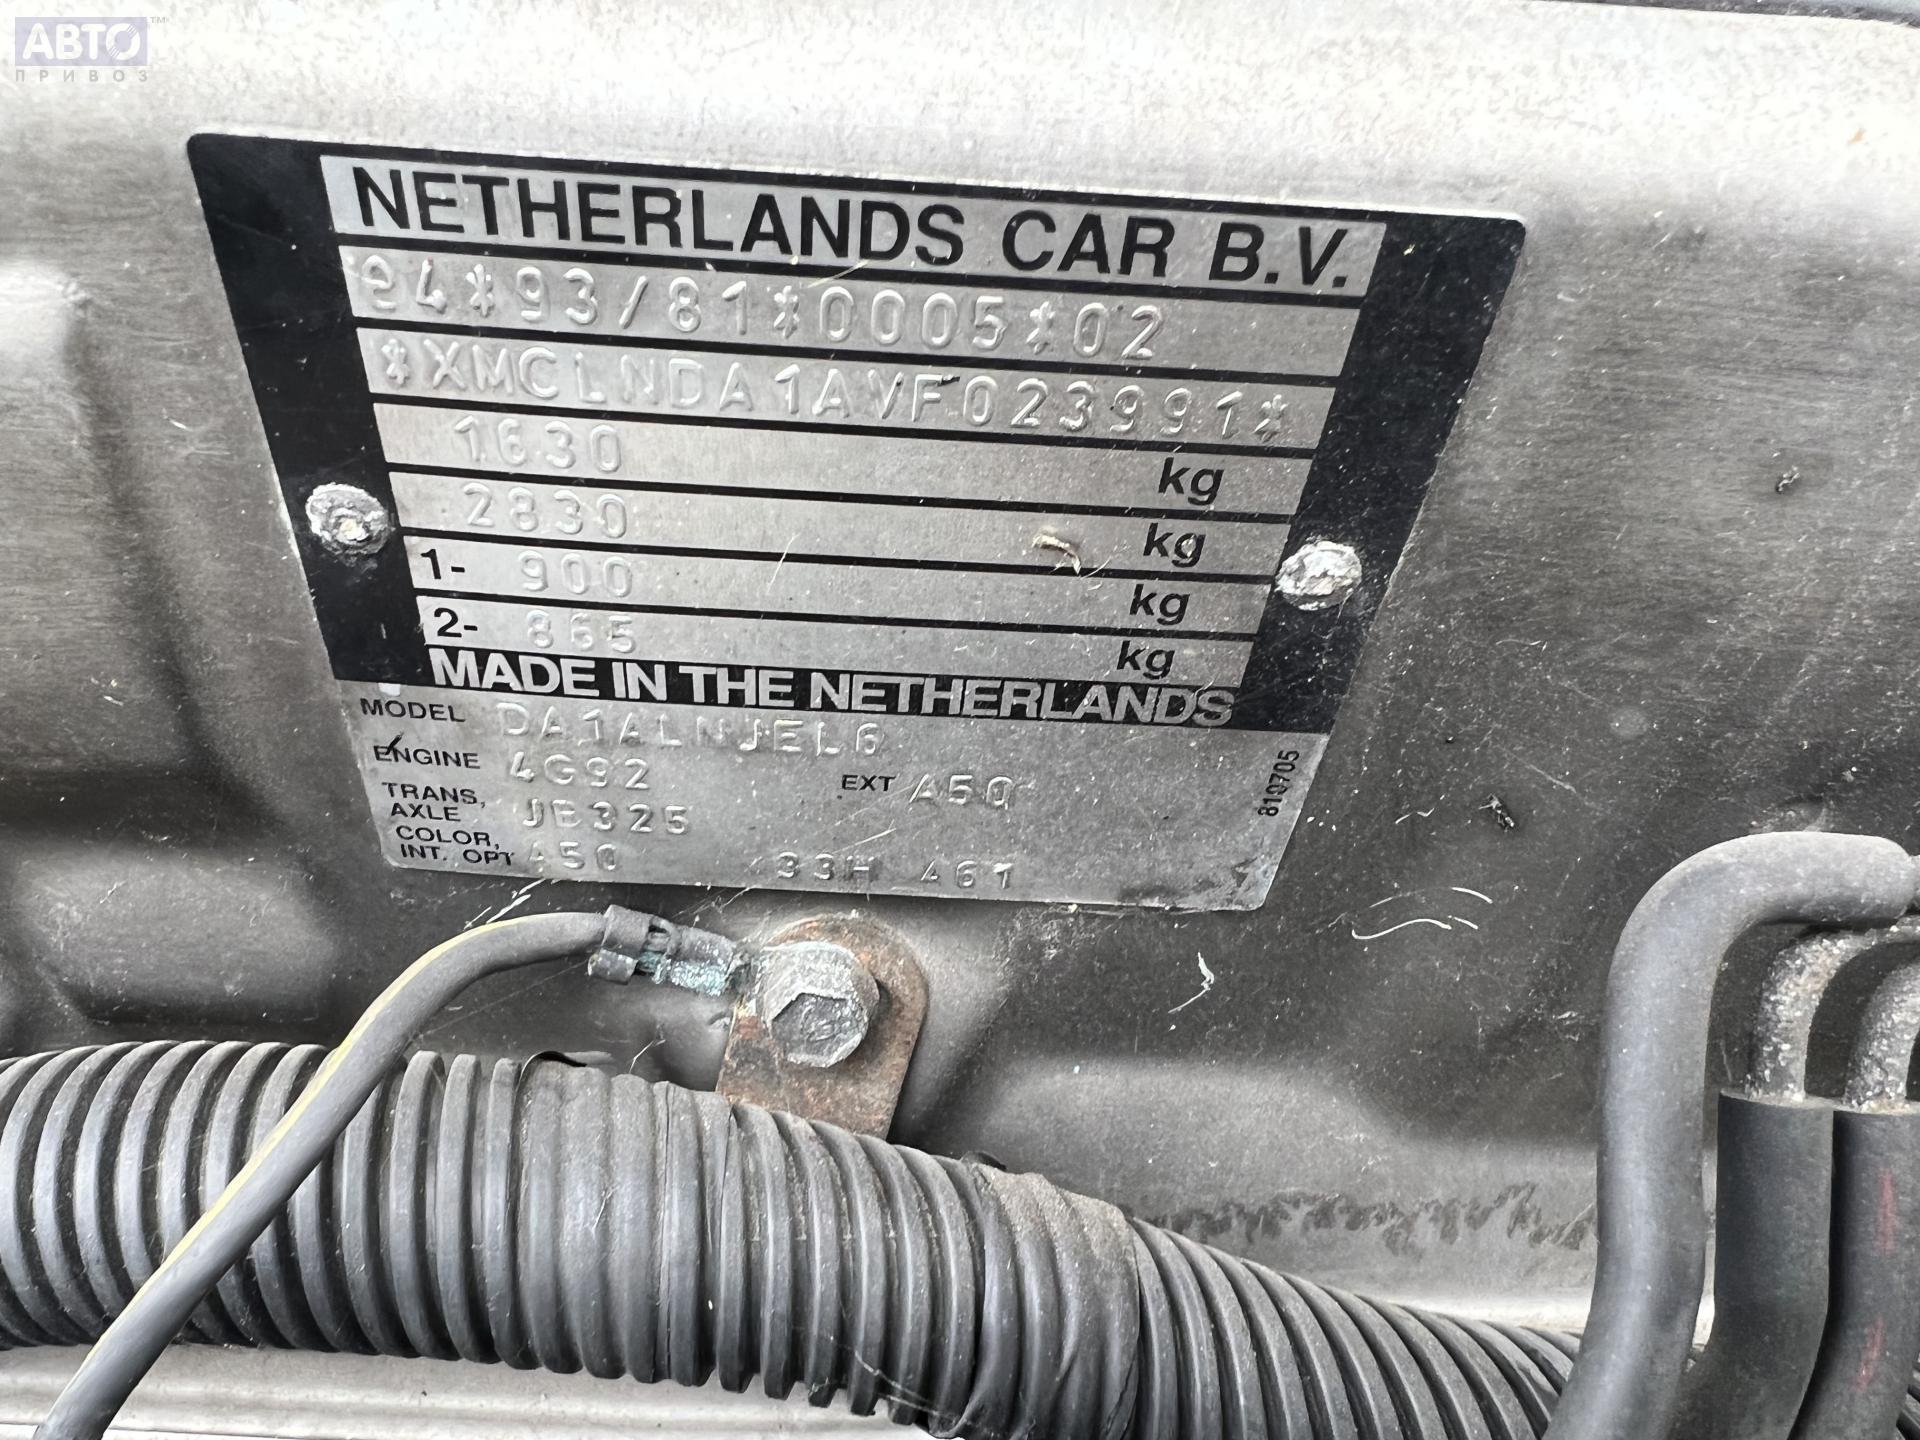 АВТО™
ПРИВОЗ
NETHERLANDS CAR B.V.
e4*93/81*0005*02
*XMCLNDA1AVF023991*
1630 kg
2830 kg
1- 900 kg
2- 865 kg
MADE IN THE NETHERLANDS
MODEL DA1ALNJEL6
ENGINE 4G92 EXT A50
TRANS, AXLE JB325
COLOR, INT. OPT A50 33H 461
810705